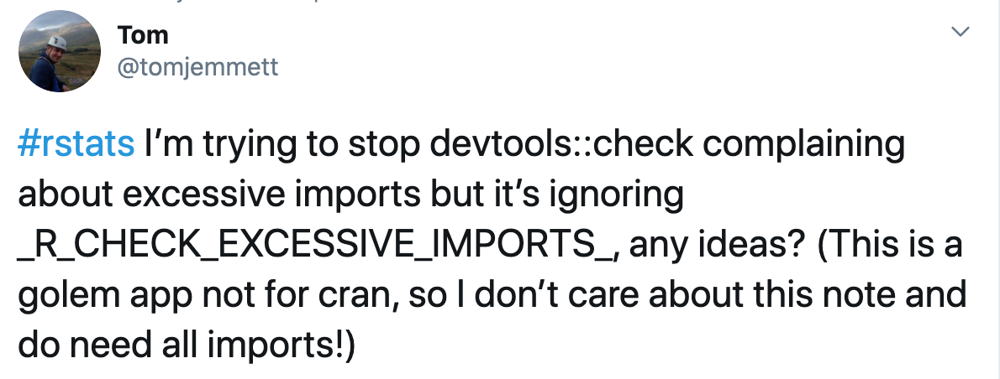 Tom
@tomjemmett
#rstats I’m trying to stop devtools::check complaining
about excessive imports but it’s ignoring
_R_CHECK_EXCESSIVE_IMPORTS_, any ideas? (This is a
golem app not for cran, so I don’t care about this note and
do need all imports!)